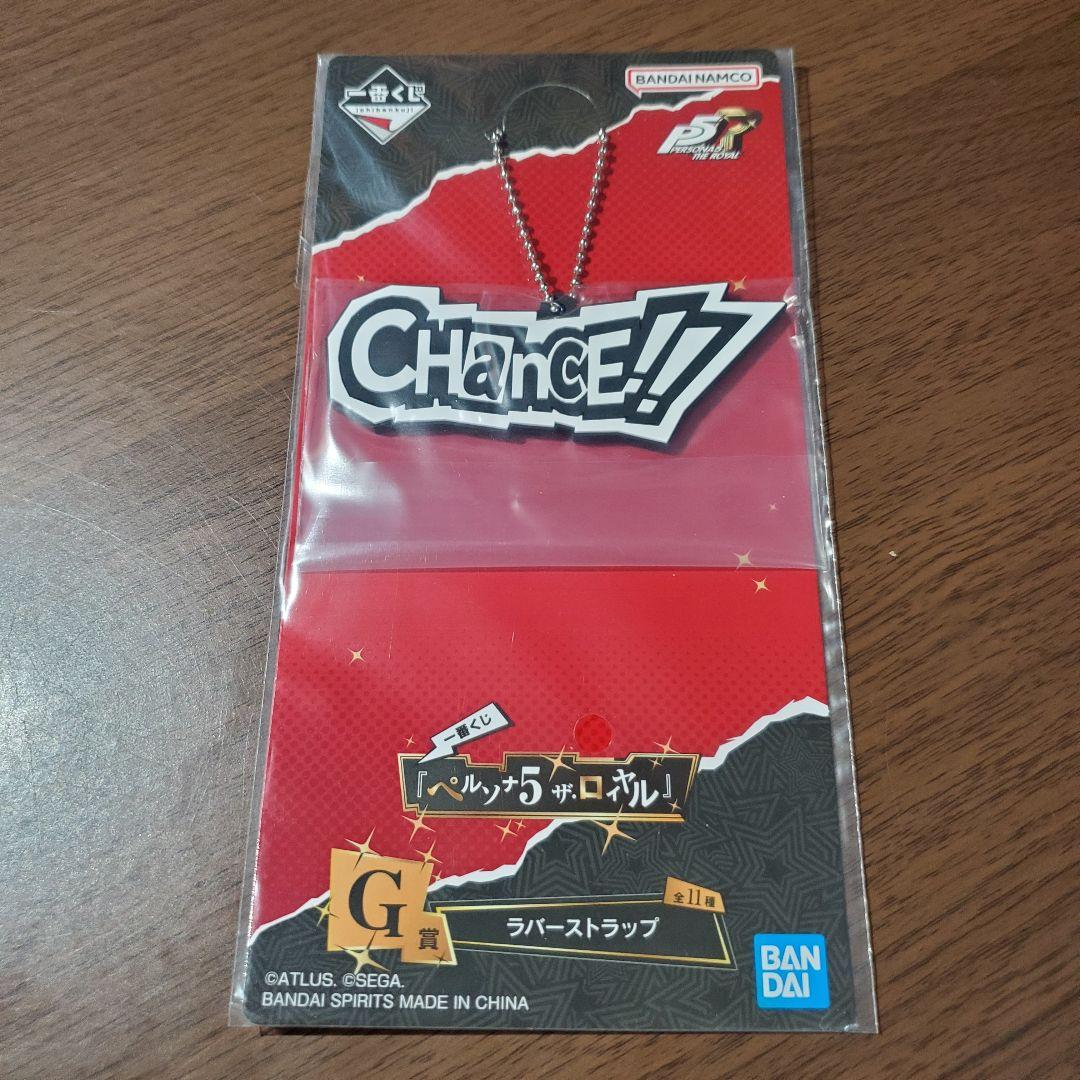 一番くじ
ichibankuji
BANDAI NAMCO
P5R
PERSONA5
THE ROYAL
CHanCE!!
一番くじ
『ペルソナ5 ザ・ロイヤル』
G賞
ラバーストラップ
全11種
©ATLUS. ©SEGA.
BANDAI SPIRITS MADE IN CHINA
BAN
DAI